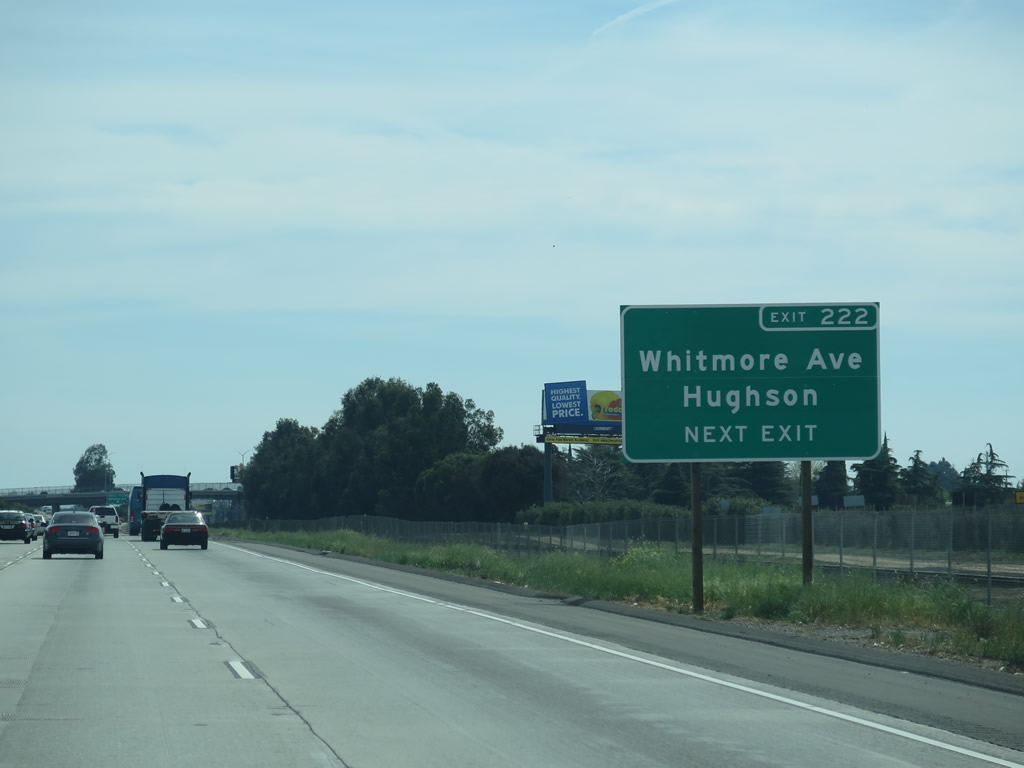 EXIT 222
Whitmore Ave
Hughson
NEXT EXIT
HIGHEST
QUALITY.
LOWEST
PRICE.